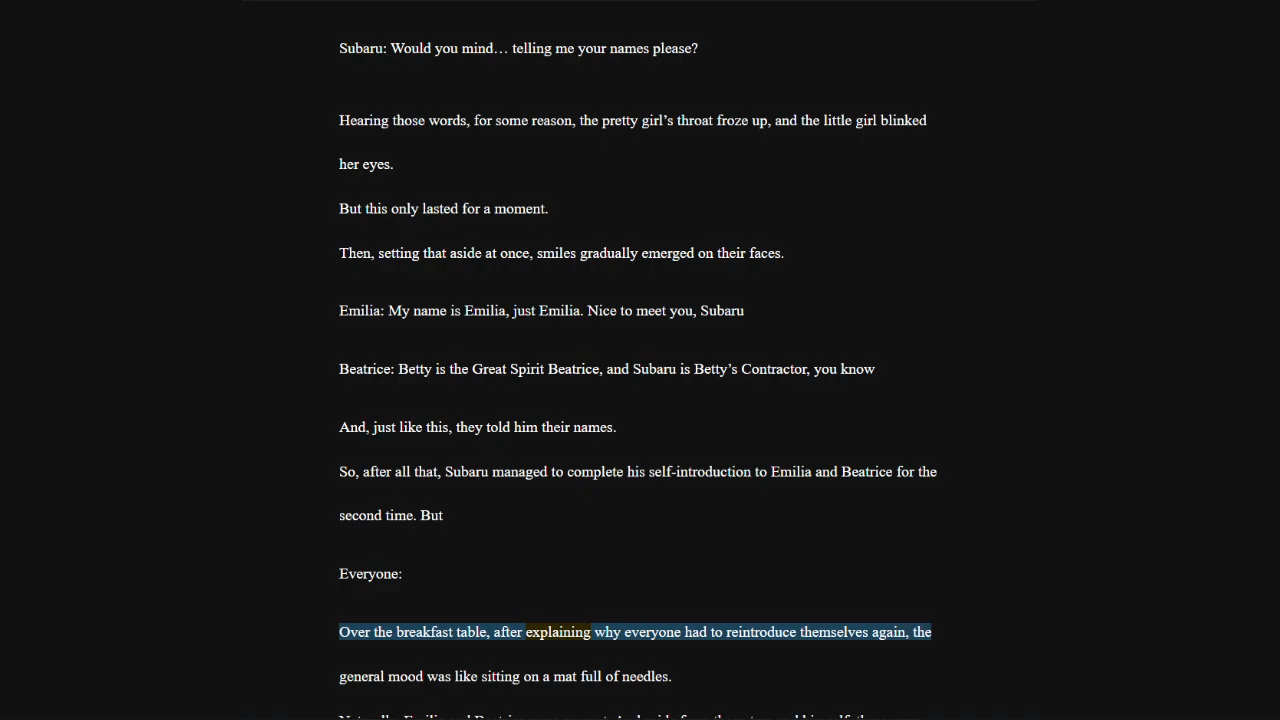 Subaru: Would you mind… telling me your names please?
Hearing those words, for some reason, the pretty girl’s throat froze up, and the little girl blinked
her eyes.
But this only lasted for a moment.
Then, setting that aside at once, smiles gradually emerged on their faces.
Emilia: My name is Emilia, just Emilia. Nice to meet you, Subaru
Beatrice: Betty is the Great Spirit Beatrice, and Subaru is Betty’s Contractor, you know
And, just like this, they told him their names.
So, after all that, Subaru managed to complete his self-introduction to Emilia and Beatrice for the
second time. But
Everyone:
Over the breakfast table, after explaining why everyone had to reintroduce themselves again, the
general mood was like sitting on a mat full of needles.